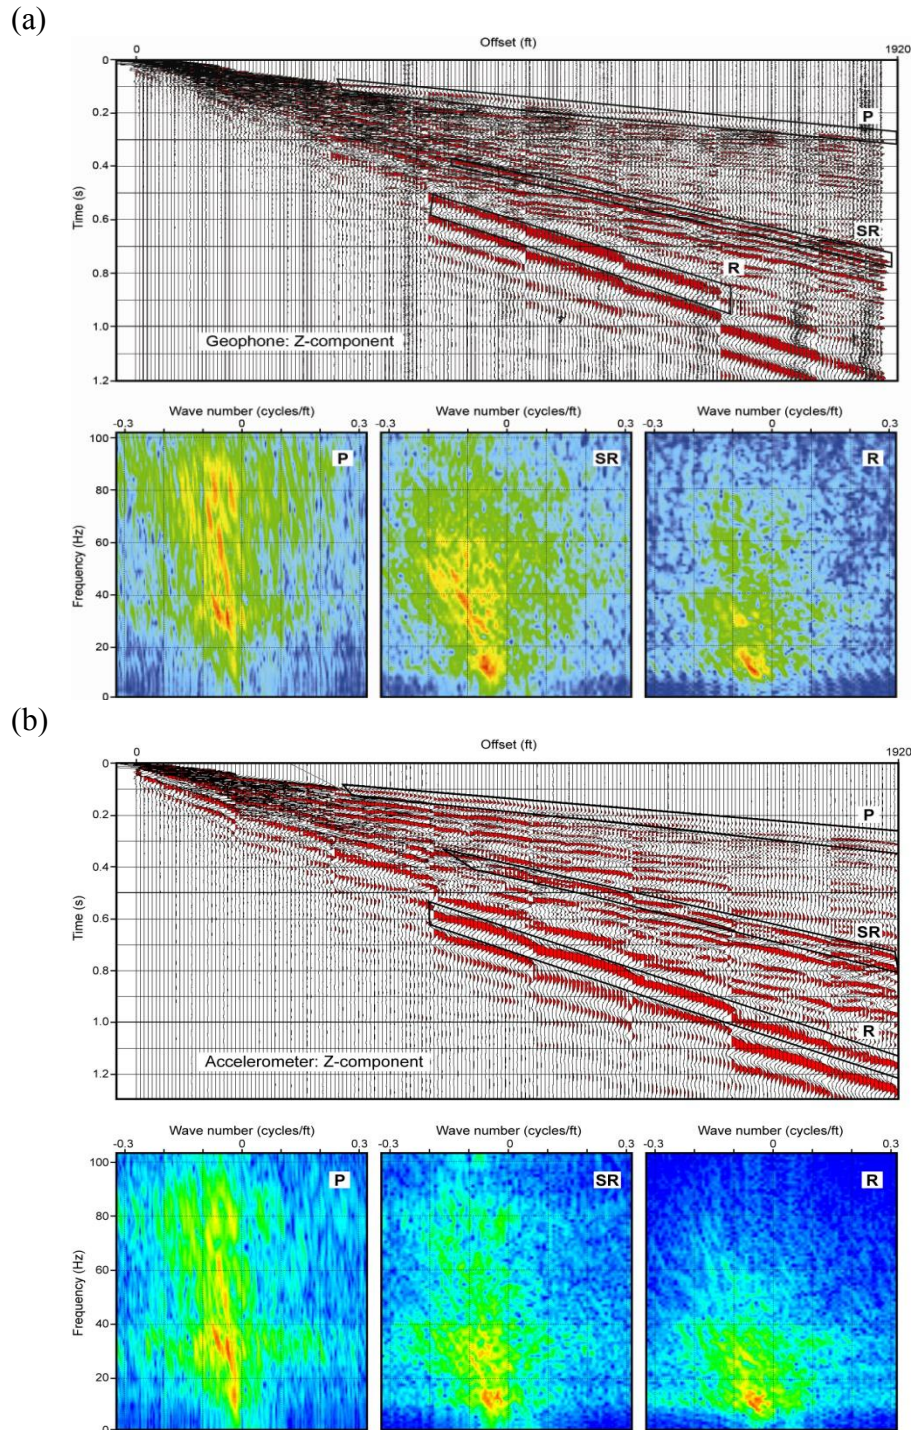 (a)
Offset (ft)
0 1920
0
0.2
0.4
0.6
0.8
1.0
1.2
Time (s)
P
SR
R
Geophone: Z-component
Wave number (cycles/ft) Wave number (cycles/ft) Wave number (cycles/ft)
-0.3 0 0.3 -0.3 0 0.3 -0.3 0 0.3
100
80
60
40
20
0
Frequency (Hz)
P SR R
(b)
Offset (ft)
0 1920
0
0.2
0.4
0.6
0.8
1.0
1.2
Time (s)
P
SR
R
Accelerometer: Z-component
Wave number (cycles/ft) Wave number (cycles/ft) Wave number (cycles/ft)
-0.3 0 0.3 -0.3 0 0.3 -0.3 0 0.3
100
80
60
40
20
0
Frequency (Hz)
P SR R